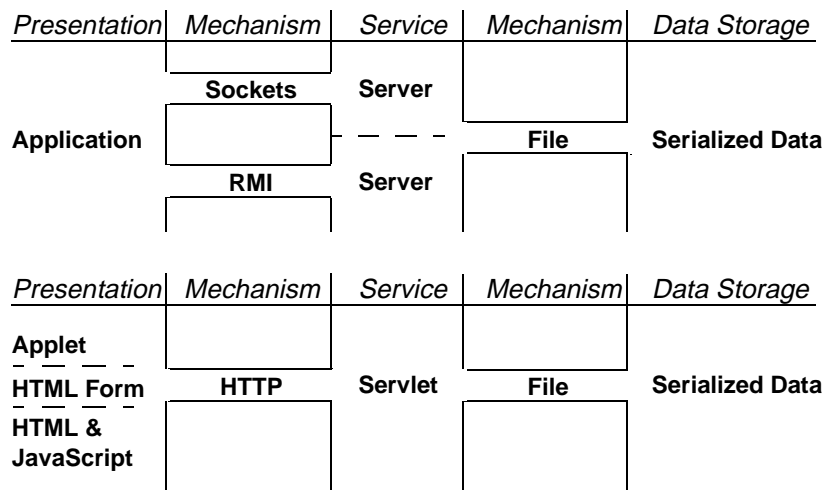 Presentation Mechanism Service Mechanism Data Storage
Sockets Server
Application File Serialized Data
RMI Server
Presentation Mechanism Service Mechanism Data Storage
Applet
HTML Form HTTP Servlet File Serialized Data
HTML &
JavaScript